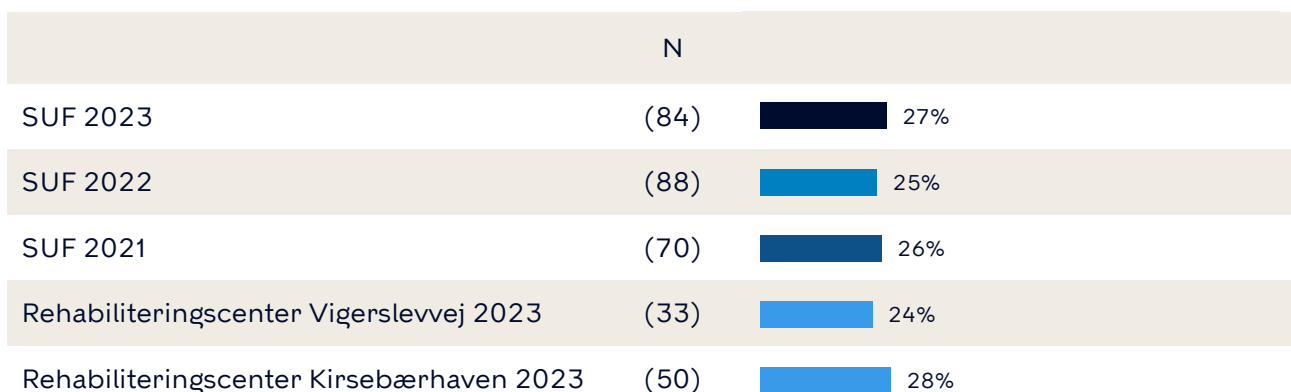 N
SUF 2023 (84) 27%
SUF 2022 (88) 25%
SUF 2021 (70) 26%
Rehabiliteringscenter Vigerslevvej 2023 (33) 24%
Rehabiliteringscenter Kirsebærhaven 2023 (50) 28%